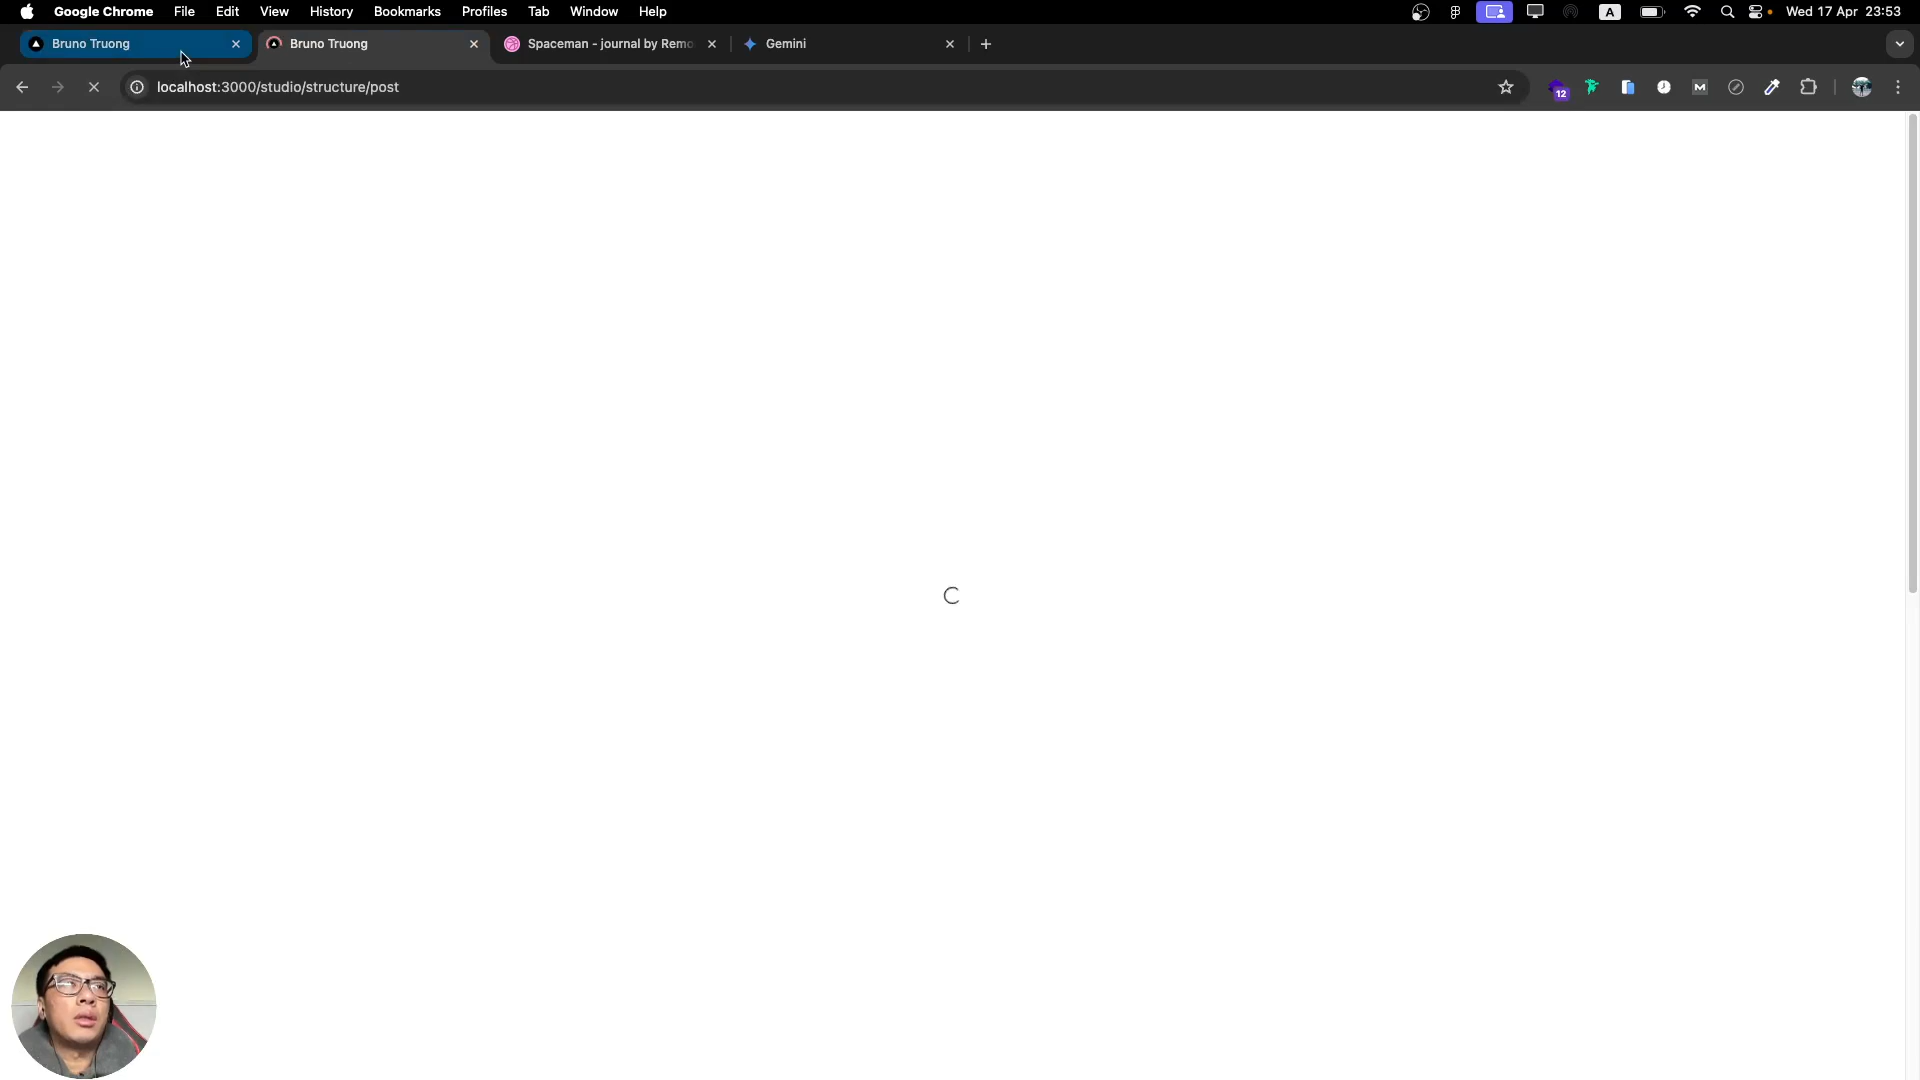 Google Chrome File Edit View History Bookmarks Profiles Tab Window Help A Wed 17 Apr 23:53
Bruno Truong Bruno Truong Spaceman - journal by Remo Gemini
localhost:3000/studio/structure/post 12 M